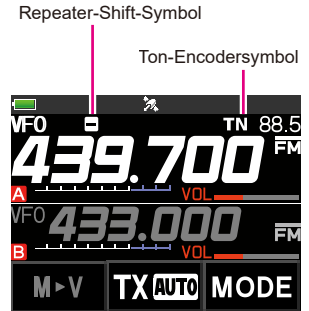 Repeater-Shift-Symbol
Ton-Encodersymbol
VFO - TN 88.5
439.700 FM
A VOL
VFO 433.000 FM
B VOL
M▶V TX AUTO MODE